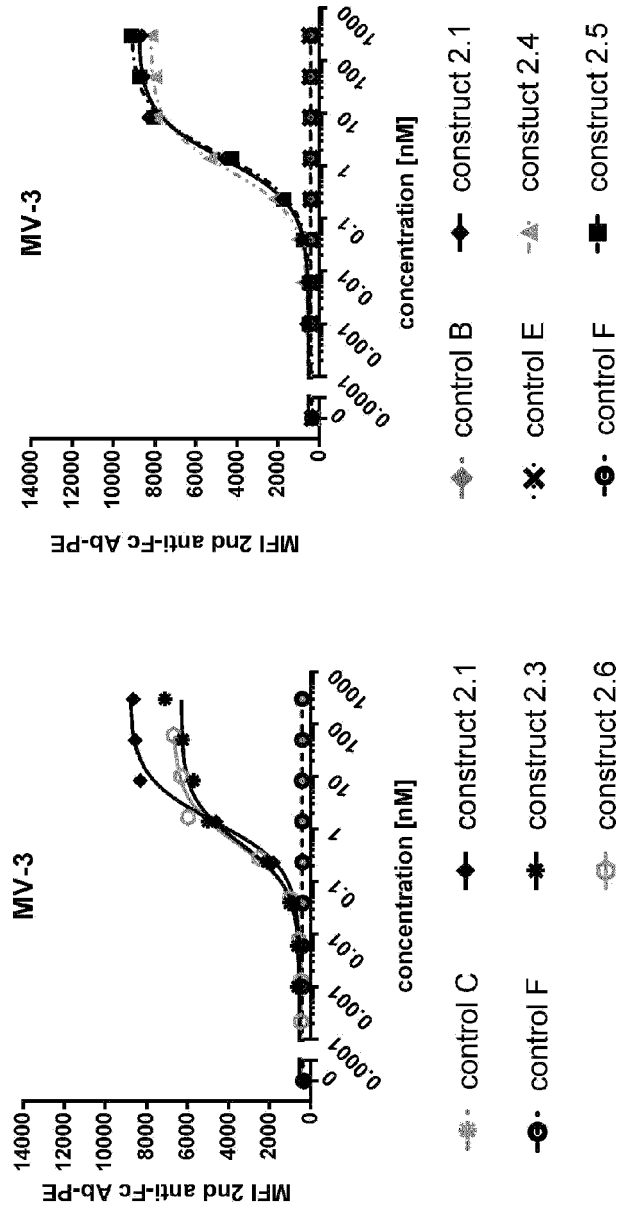 MV-3
MFI 2nd anti-Fc Ab-PE
14000
12000
10000
8000
6000
4000
2000
0
0 0.0001 0.001 0.01 0.1 1 10 100 1000
concentration [nM]
control C
construct 2.1
control F
construct 2.3
construct 2.6
MV-3
MFI 2nd anti-Fc Ab-PE
14000
12000
10000
8000
6000
4000
2000
0
0 0.0001 0.001 0.01 0.1 1 10 100 1000
concentration [nM]
control B
construct 2.1
control E
constuct 2.4
control F
construct 2.5